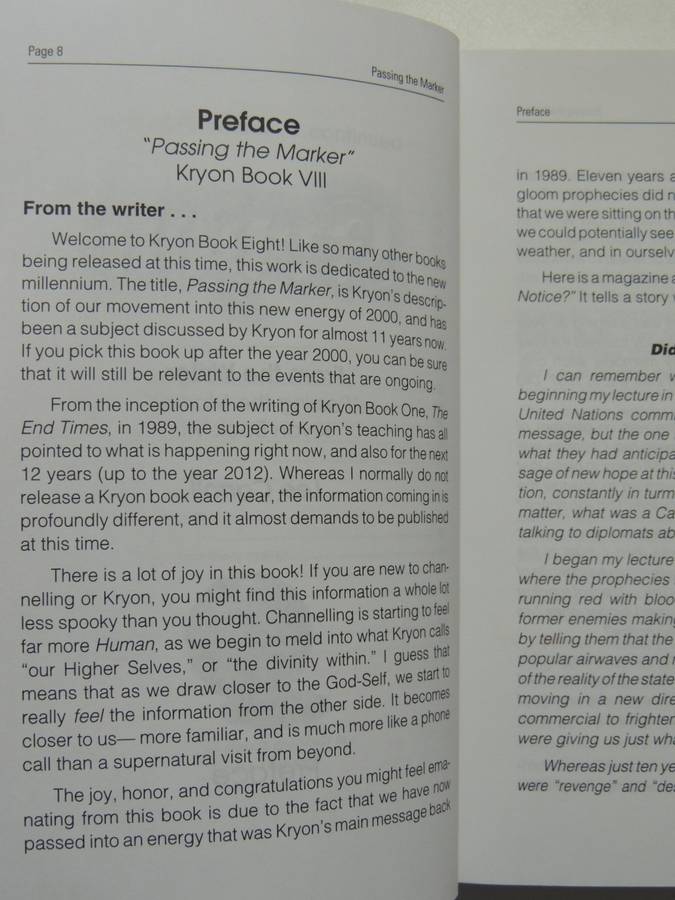 Page 8
Passing the Marker
Preface
"Passing the Marker"
Kryon Book VIII
From the writer . . .
Welcome to Kryon Book Eight! Like so many other books
being released at this time, this work is dedicated to the new
millennium. The title, Passing the Marker, is Kryon's descrip-
tion of our movement into this new energy of 2000, and has
been a subject discussed by Kryon for almost 11 years now.
If you pick this book up after the year 2000, you can be sure
that it will still be relevant to the events that are ongoing.
From the inception of the writing of Kryon Book One, The
End Times, in 1989, the subject of Kryon's teaching has all
pointed to what is happening right now, and also for the next
12 years (up to the year 2012). Whereas I normally do not
release a Kryon book each year, the information coming in is
profoundly different, and it almost demands to be published
at this time.
There is a lot of joy in this book! If you are new to chan-
nelling or Kryon, you might find this information a whole lot
less spooky than you thought. Channelling is starting to feel
far more Human, as we begin to meld into what Kryon calls
"our Higher Selves," or "the divinity within." I guess that
means that as we draw closer to the God-Self, we start to
really feel the information from the other side. It becomes
closer to us— more familiar, and is much more like a phone
call than a supernatural visit from beyond.
The joy, honor, and congratulations you might feel ema-
nating from this book is due to the fact that we have now
passed into an energy that was Kryon's main message back
Preface
in 1989. Eleven years
gloom prophecies did
that we were sitting on
we could potentially see
weather, and in
Here is a magazine
Notice?" It tells a story
Did
I can remember
beginning my lecture in
United Nations
message, but the one
what they had
sage of new hope at this
tion, constantly in
matter, what was a
talking to diplomats
I began my lecture
where the prophecies
running red with
former enemies
by telling them that the
popular airwaves and
of the reality of the state
moving in a new
commercial to
were giving us just
Whereas just ten
were "revenge" and